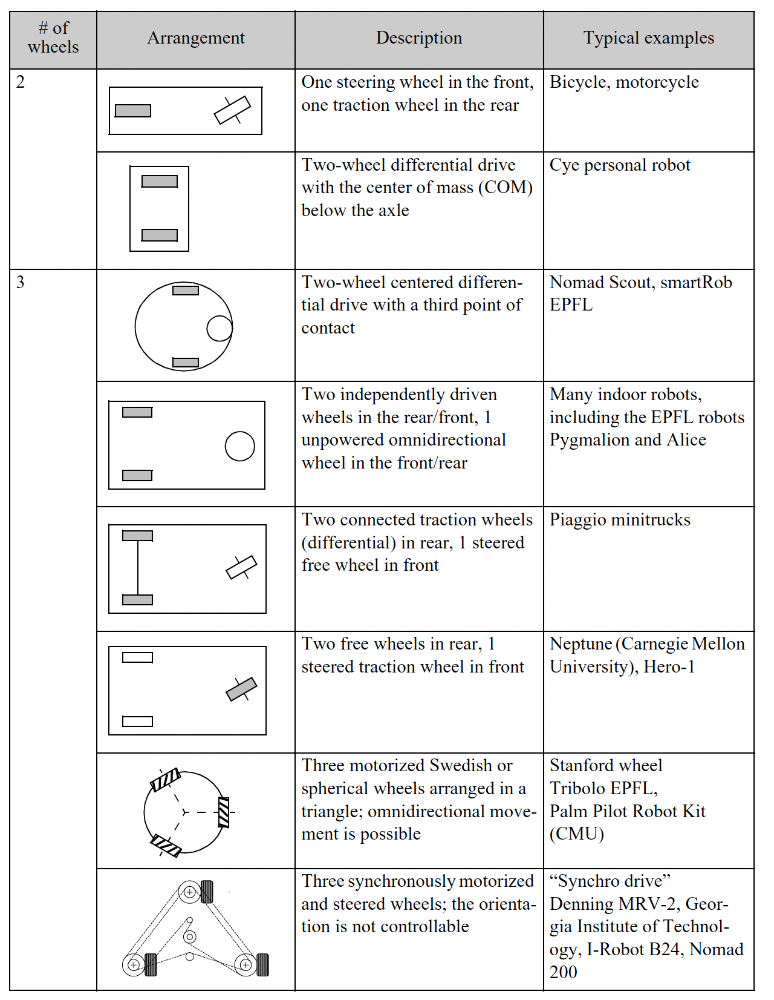 # of
wheels
Arrangement
Description
Typical examples
2
One steering wheel in the front,
one traction wheel in the rear
Bicycle, motorcycle
Two-wheel differential drive
with the center of mass (COM)
below the axle
Cye personal robot
3
Two-wheel centered differen-
tial drive with a third point of
contact
Nomad Scout, smartRob
EPFL
Two independently driven
wheels in the rear/front, 1
unpowered omnidirectional
wheel in the front/rear
Many indoor robots,
including the EPFL robots
Pygmalion and Alice
Two connected traction wheels
(differential) in rear, 1 steered
free wheel in front
Piaggio minitrucks
Two free wheels in rear, 1
steered traction wheel in front
Neptune (Carnegie Mellon
University), Hero-1
Three motorized Swedish or
spherical wheels arranged in a
triangle; omnidirectional move-
ment is possible
Stanford wheel
Tribolo EPFL,
Palm Pilot Robot Kit
(CMU)
Three synchronously motorized
and steered wheels; the orienta-
tion is not controllable
“Synchro drive”
Denning MRV-2, Geor-
gia Institute of Technol-
ogy, I-Robot B24, Nomad
200